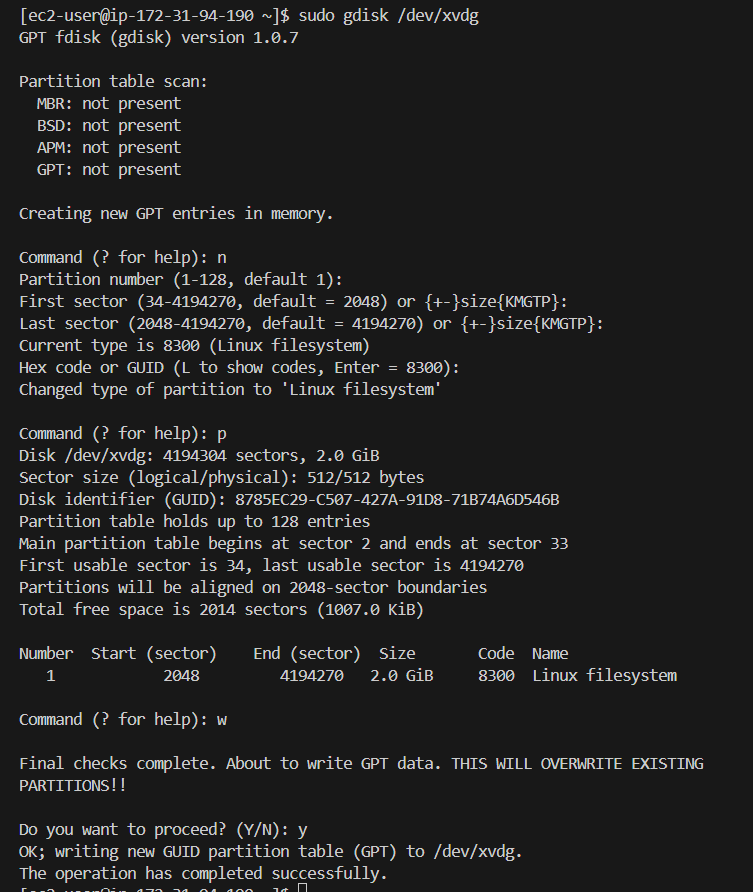 [ec2-user@ip-172-31-94-190 ~]$ sudo gdisk /dev/xvdg
GPT fdisk (gdisk) version 1.0.7
Partition table scan:
MBR: not present
BSD: not present
APM: not present
GPT: not present
Creating new GPT entries in memory.
Command (? for help): n
Partition number (1-128, default 1):
First sector (34-4194270, default = 2048) or {+-}size{KMGTP}:
Last sector (2048-4194270, default = 4194270) or {+-}size{KMGTP}:
Current type is 8300 (Linux filesystem)
Hex code or GUID (L to show codes, Enter = 8300):
Changed type of partition to 'Linux filesystem'
Command (? for help): p
Disk /dev/xvdg: 4194304 sectors, 2.0 GiB
Sector size (logical/physical): 512/512 bytes
Disk identifier (GUID): 8785EC29-C507-427A-91D8-71B74A6D546B
Partition table holds up to 128 entries
Main partition table begins at sector 2 and ends at sector 33
First usable sector is 34, last usable sector is 4194270
Partitions will be aligned on 2048-sector boundaries
Total free space is 2014 sectors (1007.0 KiB)
Number  Start (sector)    End (sector)  Size       Code  Name
1            2048         4194270   2.0 GiB     8300  Linux filesystem
Command (? for help): w
Final checks complete. About to write GPT data. THIS WILL OVERWRITE EXISTING
PARTITIONS!!
Do you want to proceed? (Y/N): y
OK; writing new GUID partition table (GPT) to /dev/xvdg.
The operation has completed successfully.
[ec2-user@ip-172-31-94-190 ~]$